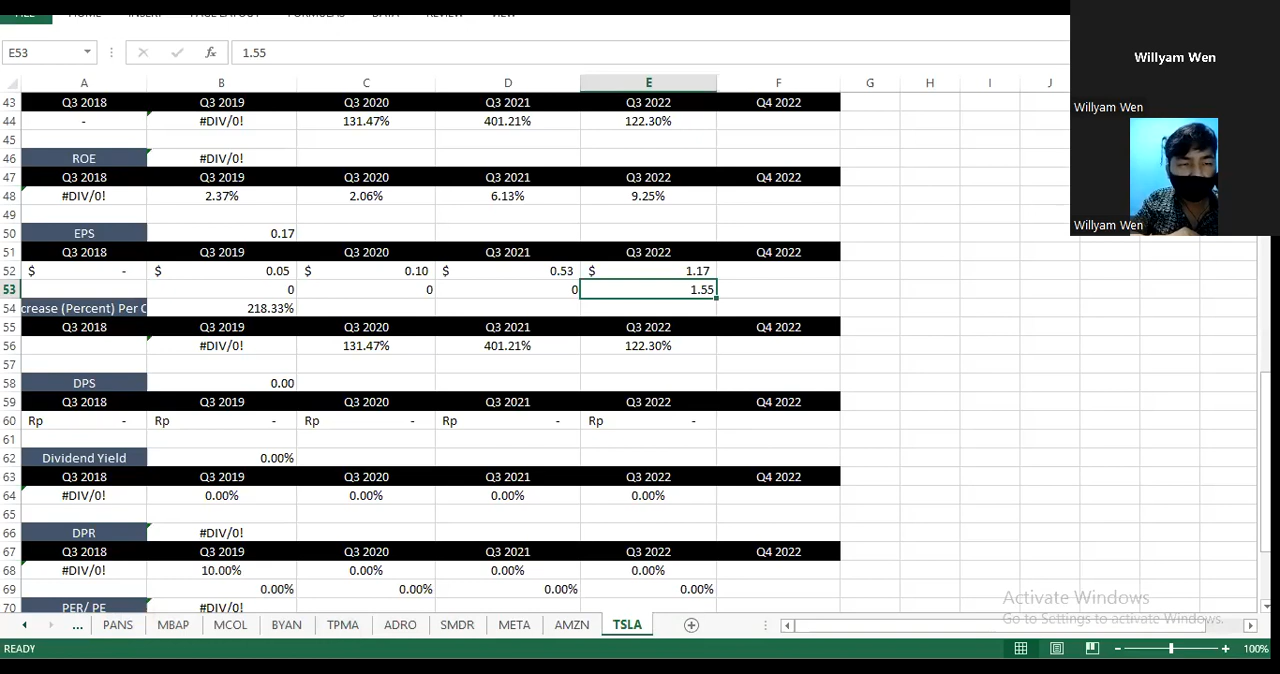 FILE HOME INSERT PAGE LAYOUT FORMULAS DATA REVIEW VIEW
Willyam Wen
E53 fx 1.55
A B C D E F G H I J
Willyam Wen
43 Q3 2018 Q3 2019 Q3 2020 Q3 2021 Q3 2022 Q4 2022
44 - #DIV/0! 131.47% 401.21% 122.30%
45
46 ROE #DIV/0!
47 Q3 2018 Q3 2019 Q3 2020 Q3 2021 Q3 2022 Q4 2022
48 #DIV/0! 2.37% 2.06% 6.13% 9.25%
49
Willyam Wen
50 EPS 0.17
51 Q3 2018 Q3 2019 Q3 2020 Q3 2021 Q3 2022 Q4 2022
52 $ - $ 0.05 $ 0.10 $ 0.53 $ 1.17
53 0 0 0 1.55
54 crease (Percent) Per C 218.33%
55 Q3 2018 Q3 2019 Q3 2020 Q3 2021 Q3 2022 Q4 2022
56 #DIV/0! 131.47% 401.21% 122.30%
57
58 DPS 0.00
59 Q3 2018 Q3 2019 Q3 2020 Q3 2021 Q3 2022 Q4 2022
60 Rp - Rp - Rp - Rp - Rp -
61
62 Dividend Yield 0.00%
63 Q3 2018 Q3 2019 Q3 2020 Q3 2021 Q3 2022 Q4 2022
64 #DIV/0! 0.00% 0.00% 0.00% 0.00%
65
66 DPR #DIV/0!
67 Q3 2018 Q3 2019 Q3 2020 Q3 2021 Q3 2022 Q4 2022
68 #DIV/0! 10.00% 0.00% 0.00% 0.00%
69 0.00% 0.00% 0.00% 0.00%
70 PER/ PE #DIV/0!
Activate Windows
Go to Settings to activate Windows.
... PANS MBAP MCOL BYAN TPMA ADRO SMDR META AMZN TSLA
READY 100%